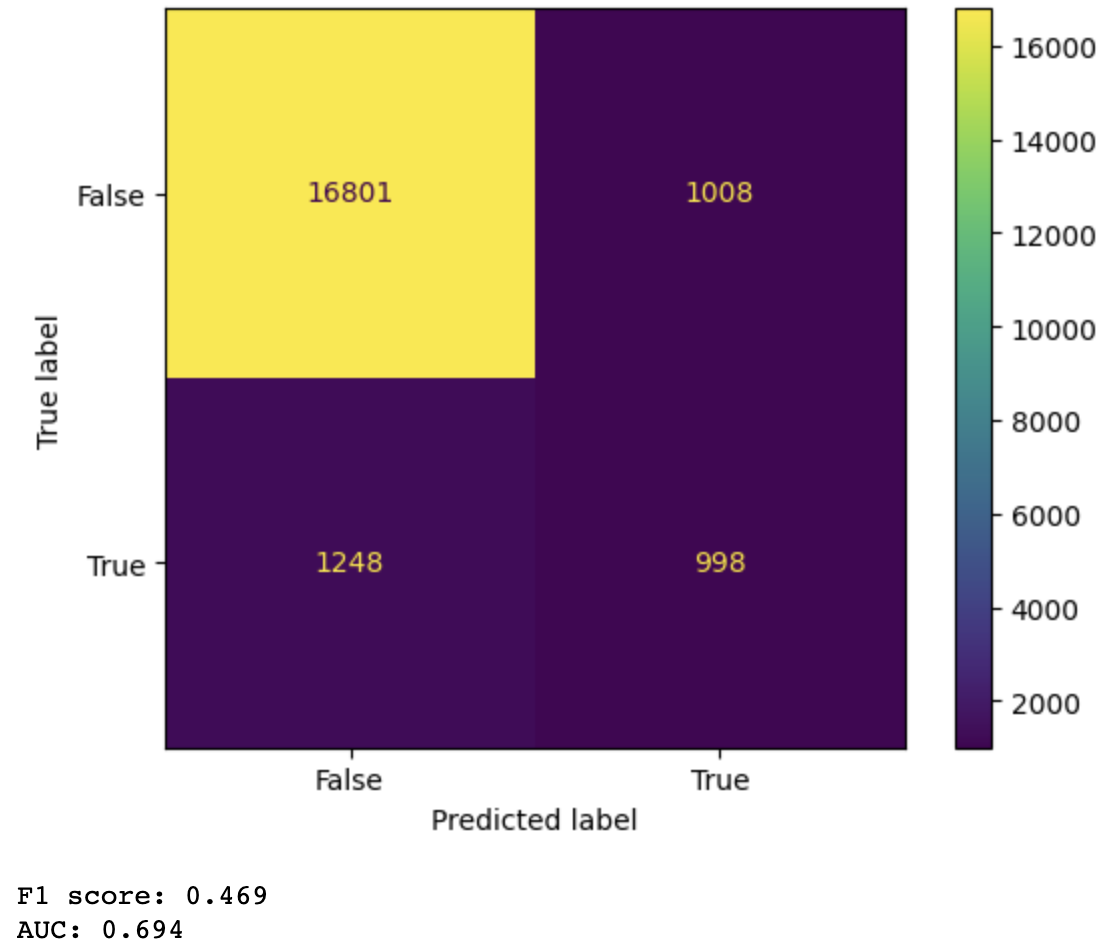 16000
14000
False
16801
1008
12000
10000
True label
8000
6000
True
1248
998
4000
2000
False
True
Predicted label
F1 score: 0.469
AUC: 0.694